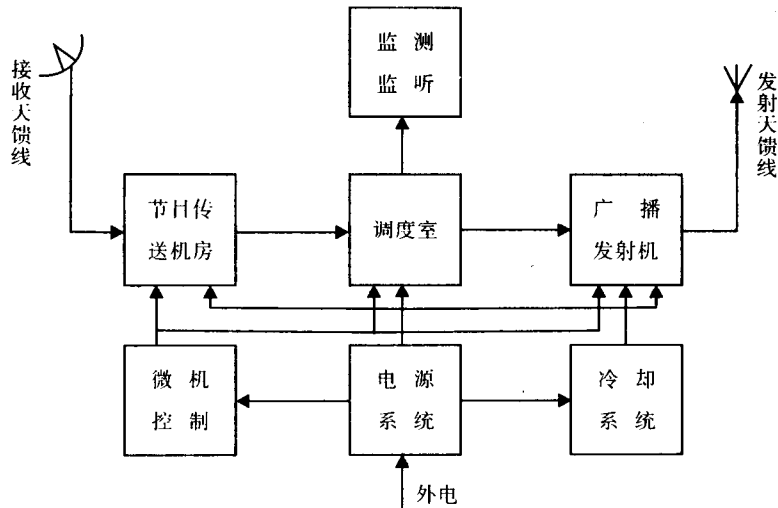 接收天馈线
监测
监听
发射天馈线
节目传
送机房
调度室
广播
发射机
微机
控制
电源
系统
冷却
系统
外电